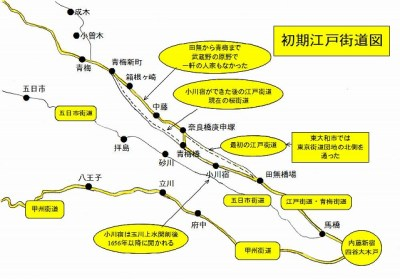 初期江戸街道図
成木
小曽木
青梅
青梅新町
箱根ヶ崎
田無から青梅まで
武蔵野の原野で
一軒の人家もなかった
中藤
小川宿ができた後の江戸街道
現在の桜街道
五日市
五日市街道
拝島
砂川
奈良橋庚申塚
青梅橋
最初の江戸街道
東大和市では
東京街道団地の北側を
通った
小川宿
田無橋場
八王子
立川
五日市街道
江戸街道・青梅街道
甲州街道
府中
馬橋
小川宿は玉川上水開削後
1656年以降に開かれる
甲州街道
内藤新宿
四谷大木戸